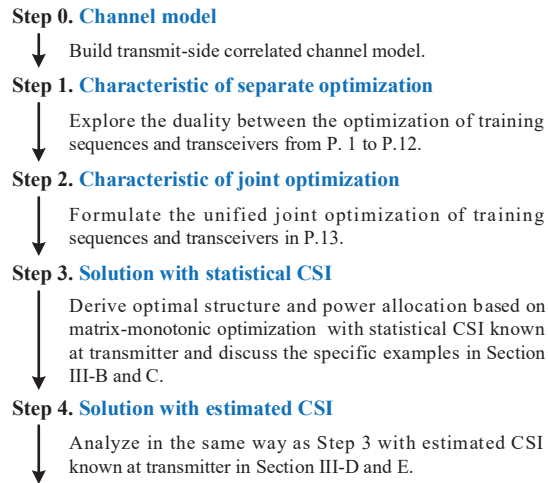 Step 0. Channel model
Build transmit-side correlated channel model.
Step 1. Characteristic of separate optimization
Explore the duality between the optimization of training
sequences and transceivers from P. 1 to P.12.
Step 2. Characteristic of joint optimization
Formulate the unified joint optimization of training
sequences and transceivers in P.13.
Step 3. Solution with statistical CSI
Derive optimal structure and power allocation based on
matrix-monotonic optimization with statistical CSI known
at transmitter and discuss the specific examples in Section
III-B and C.
Step 4. Solution with estimated CSI
Analyze in the same way as Step 3 with estimated CSI
known at transmitter in Section III-D and E.